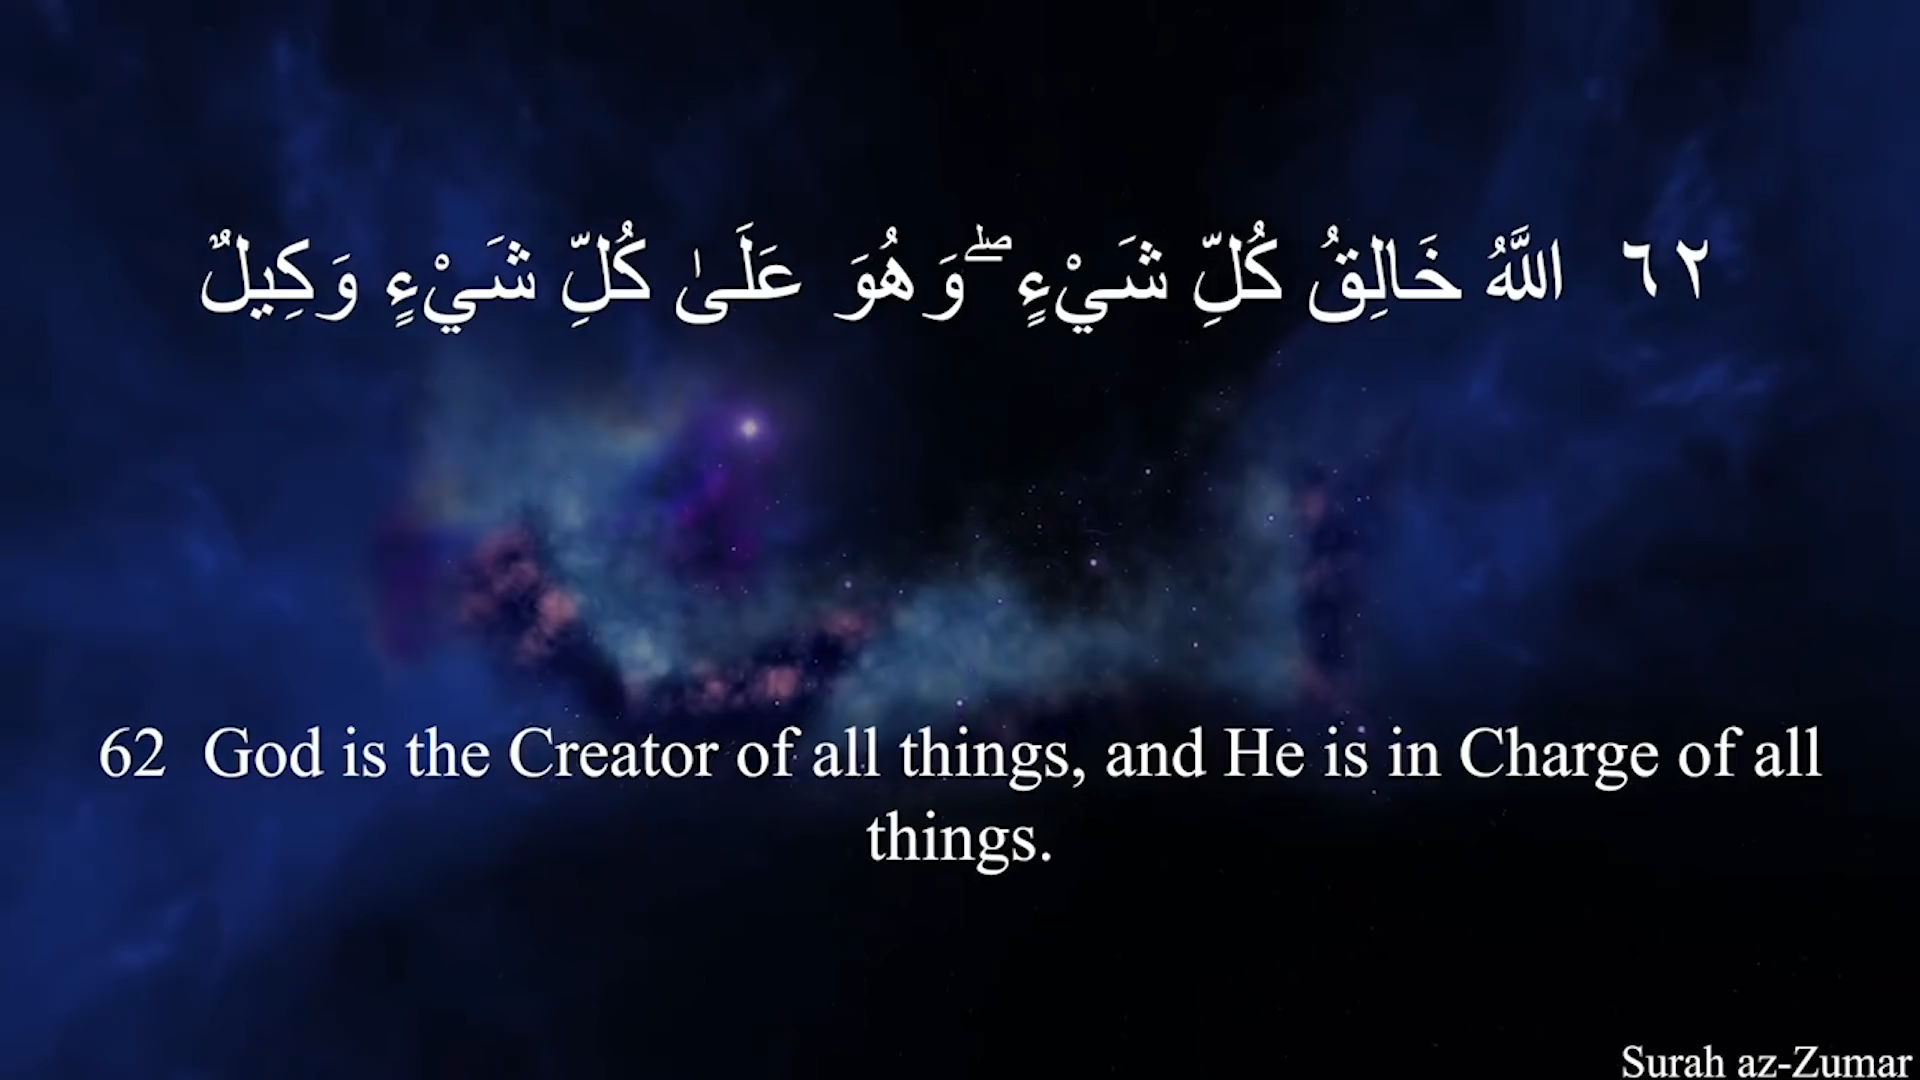 ٦٢ اللَّهُ خَالِقُ كُلِّ شَيْءٍ ۖ وَهُوَ عَلَىٰ كُلِّ شَيْءٍ وَكِيلٌ
62 God is the Creator of all things, and He is in Charge of all
things.
Surah az-Zumar